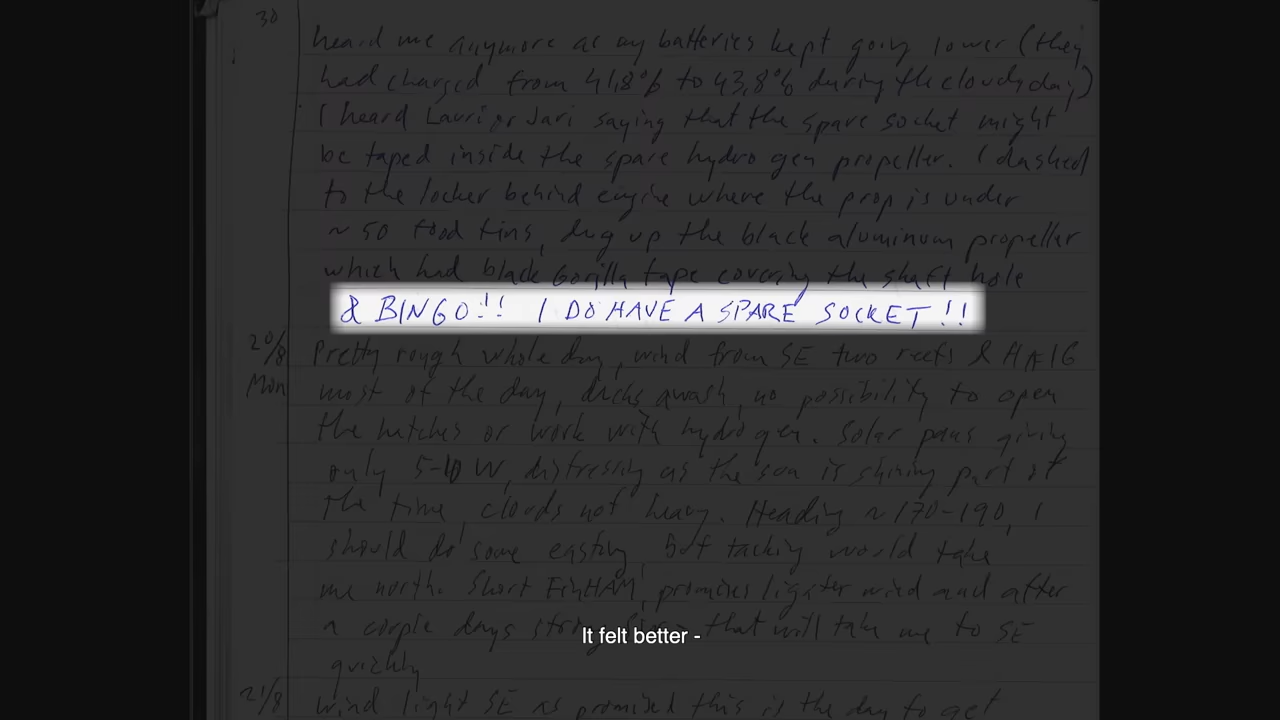 30
heard me anymore as my batteries kept going lower (they
had charged from 41,8% to 43,8% during the cloudy day)
I heard Lauri or Jari saying that the spare socket might
be taped inside the spare hydrogen propeller. I dashed
to the locker behind engine where the prop is under
~ 50 food tins, dug up the black aluminum propeller
which had black Gorilla tape covering the shaft hole
& BINGO!! I DO HAVE A SPARE SOCKET!!
20/8 Pretty rough whole day, wind from SE two reefs &
Mon most of the day, decks awash, no possibility to open
the hatches or work with hydrogen. Solar panels giving
only 5-10 W, distressing as the sun is shining part of
the time, clouds not heavy. Heading ~170-190, I
should do some easting, but tacking would take
me north. Short FinHAM, promises lighter wind and after
a couple days that will take me to SE
It felt better -
quickly
21/8 Wind light SE as promised this is the day to get